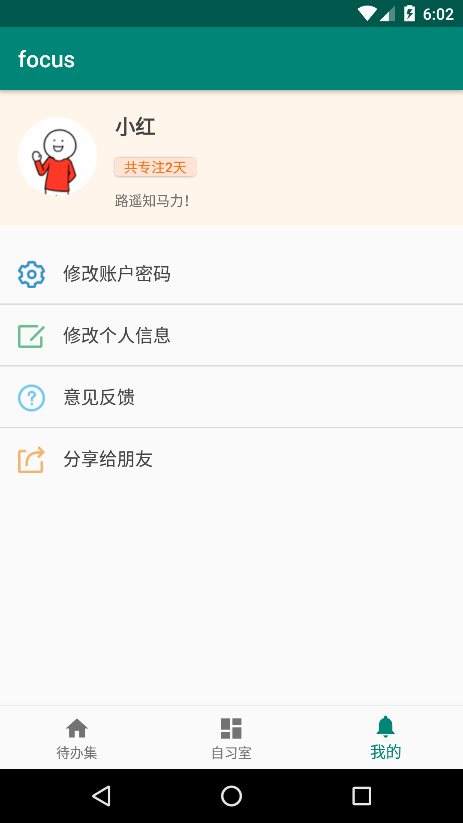 6:02
focus
小红
共专注2天
路遥知马力!
修改账户密码
修改个人信息
意见反馈
分享给朋友
待办集
自习室
我的